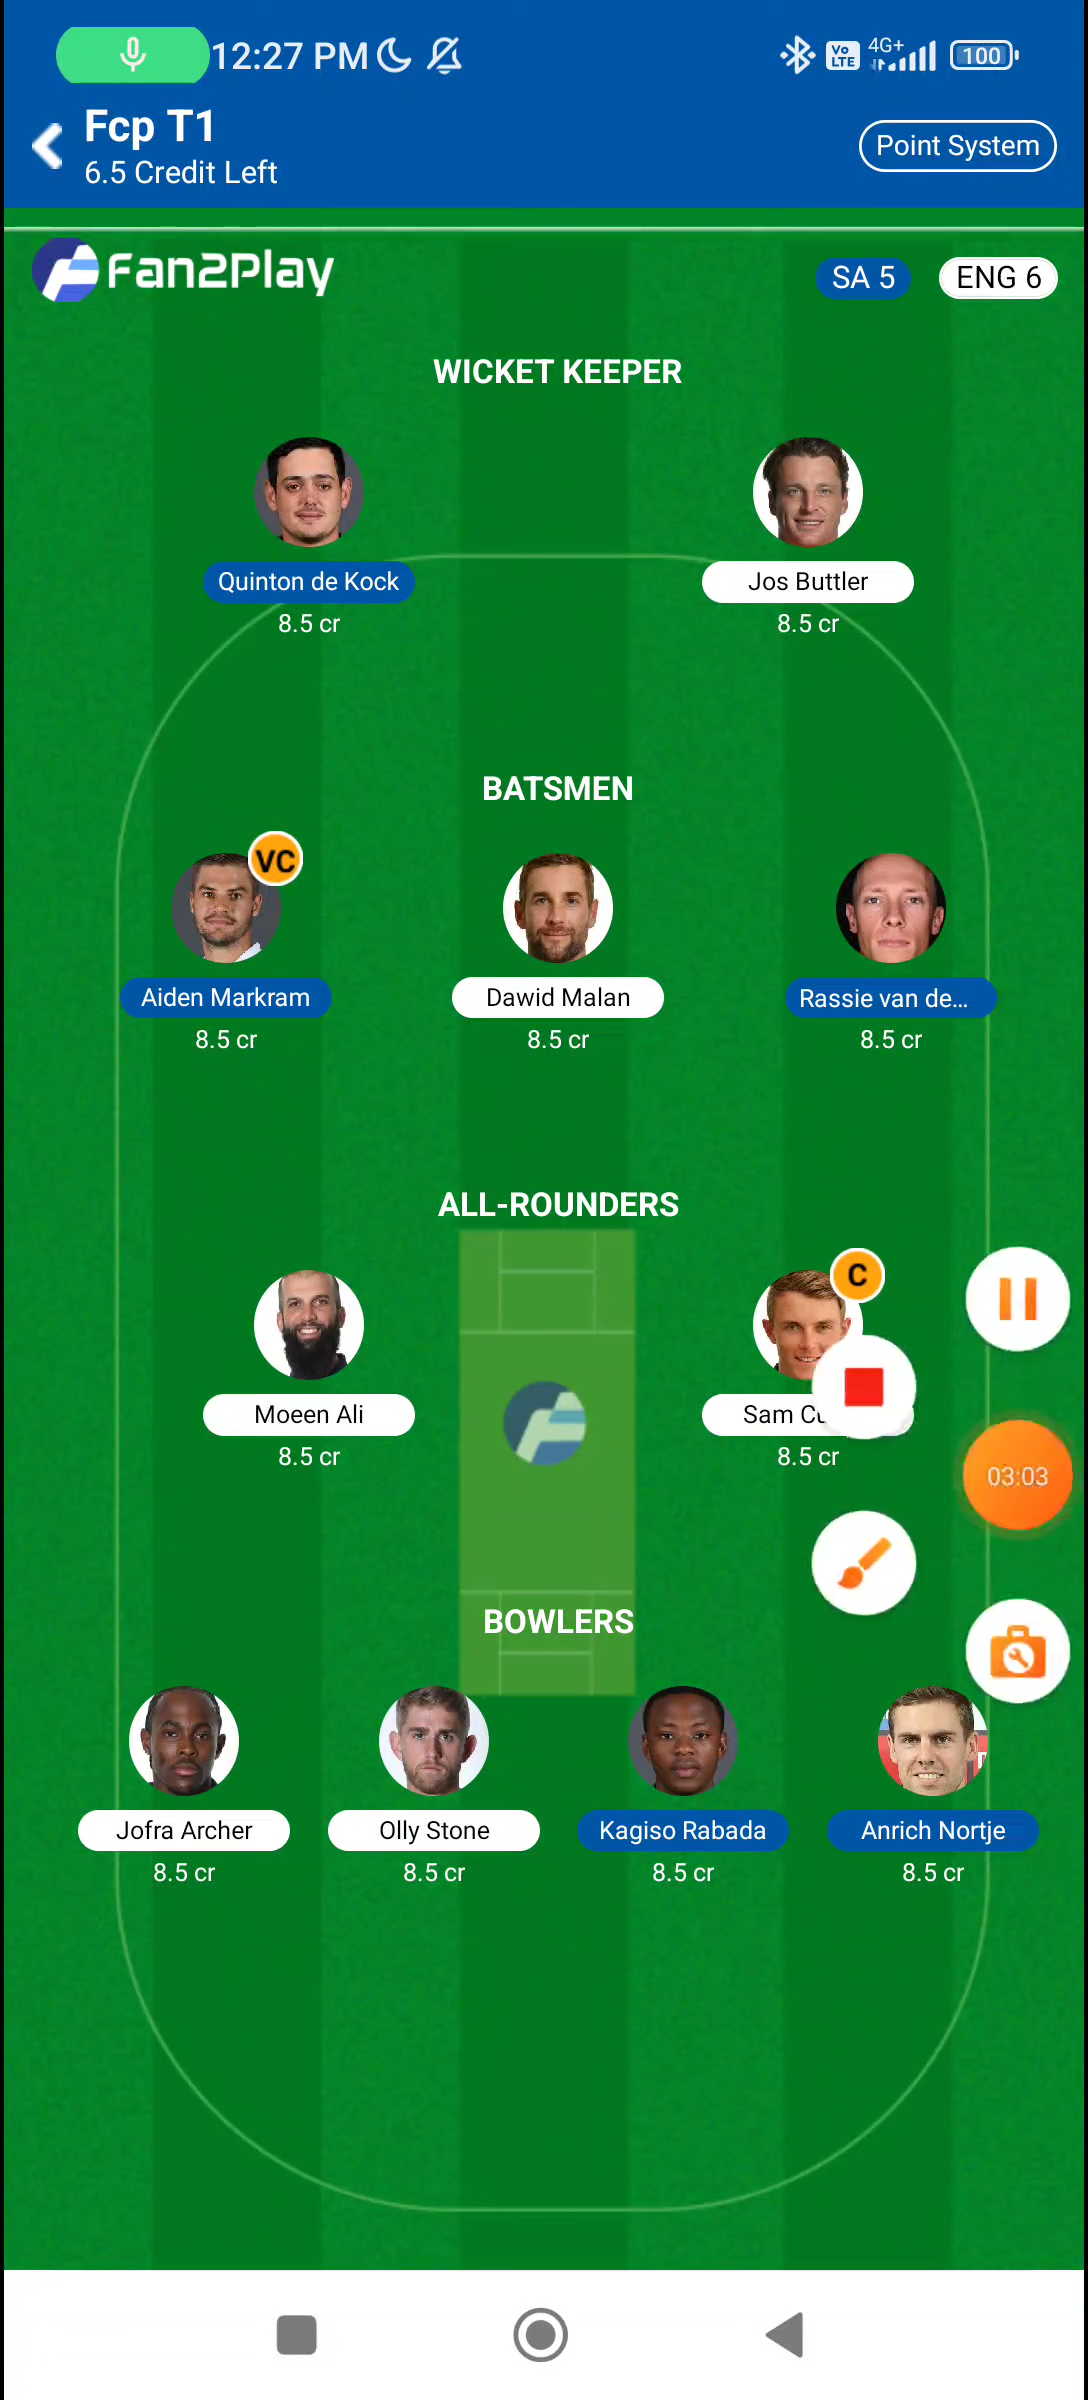 12:27 PM
Vo LTE
4G+
100
Fcp T1
6.5 Credit Left
Point System
Fan2Play
SA 5
ENG 6
WICKET KEEPER
Quinton de Kock
Jos Buttler
8.5 cr
8.5 cr
BATSMEN
VC
Aiden Markram
Dawid Malan
Rassie van de...
8.5 cr
8.5 cr
8.5 cr
ALL-ROUNDERS
C
Moeen Ali
Sam Cu
8.5 cr
8.5 cr
03:03
BOWLERS
Jofra Archer
Olly Stone
Kagiso Rabada
Anrich Nortje
8.5 cr
8.5 cr
8.5 cr
8.5 cr